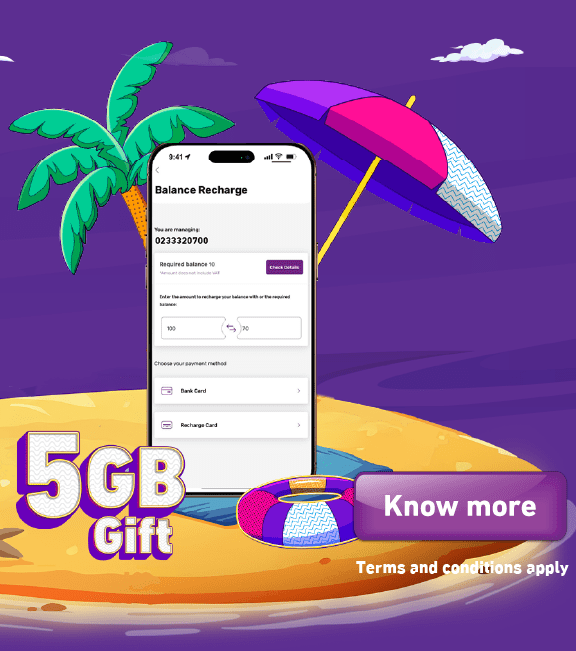 9:41
Balance Recharge
You are managing:
0233320700
Required balance 10
Check Details
Enter the amount to recharge your balance with or the required
balance:
100
70
Choose your payment method
Bank Card
Recharge Card
5GB
Gift
Know more
Terms and conditions apply